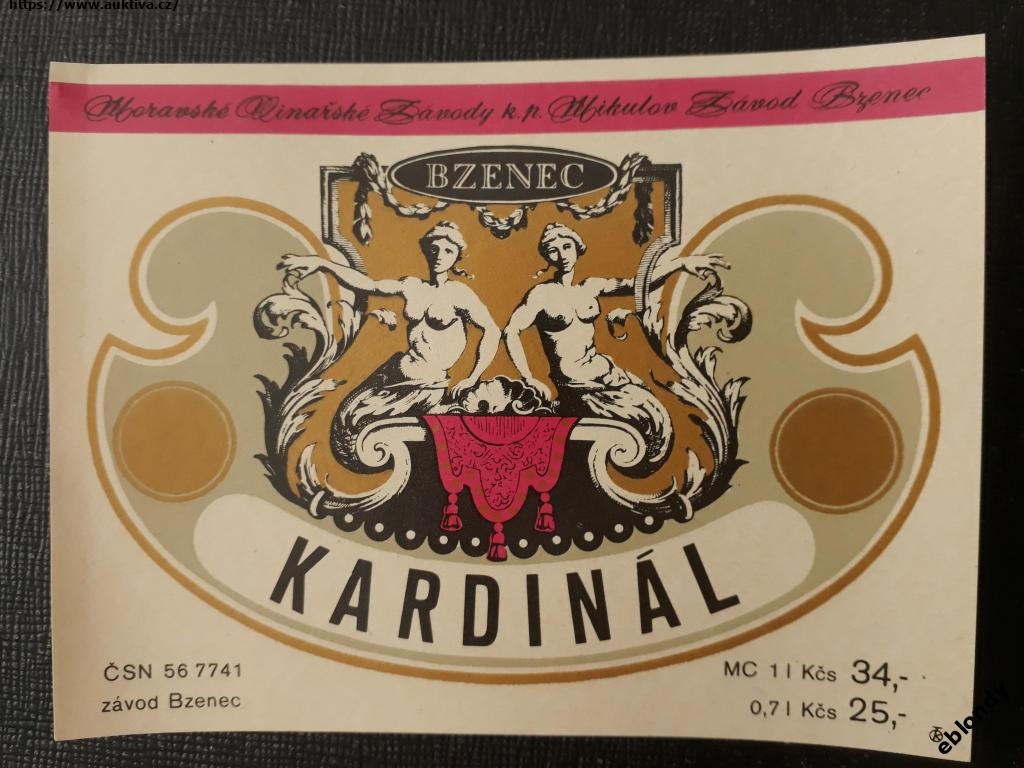 https://www.auktiva.cz/
Moravské Vinařské Závody k.p. Mikulov Závod Bzenec
BZENEC
KARDINÁL
ČSN 56 7741
závod Bzenec
MC 1 l Kčs 34,-
0,7 l Kčs 25,-
eblondy